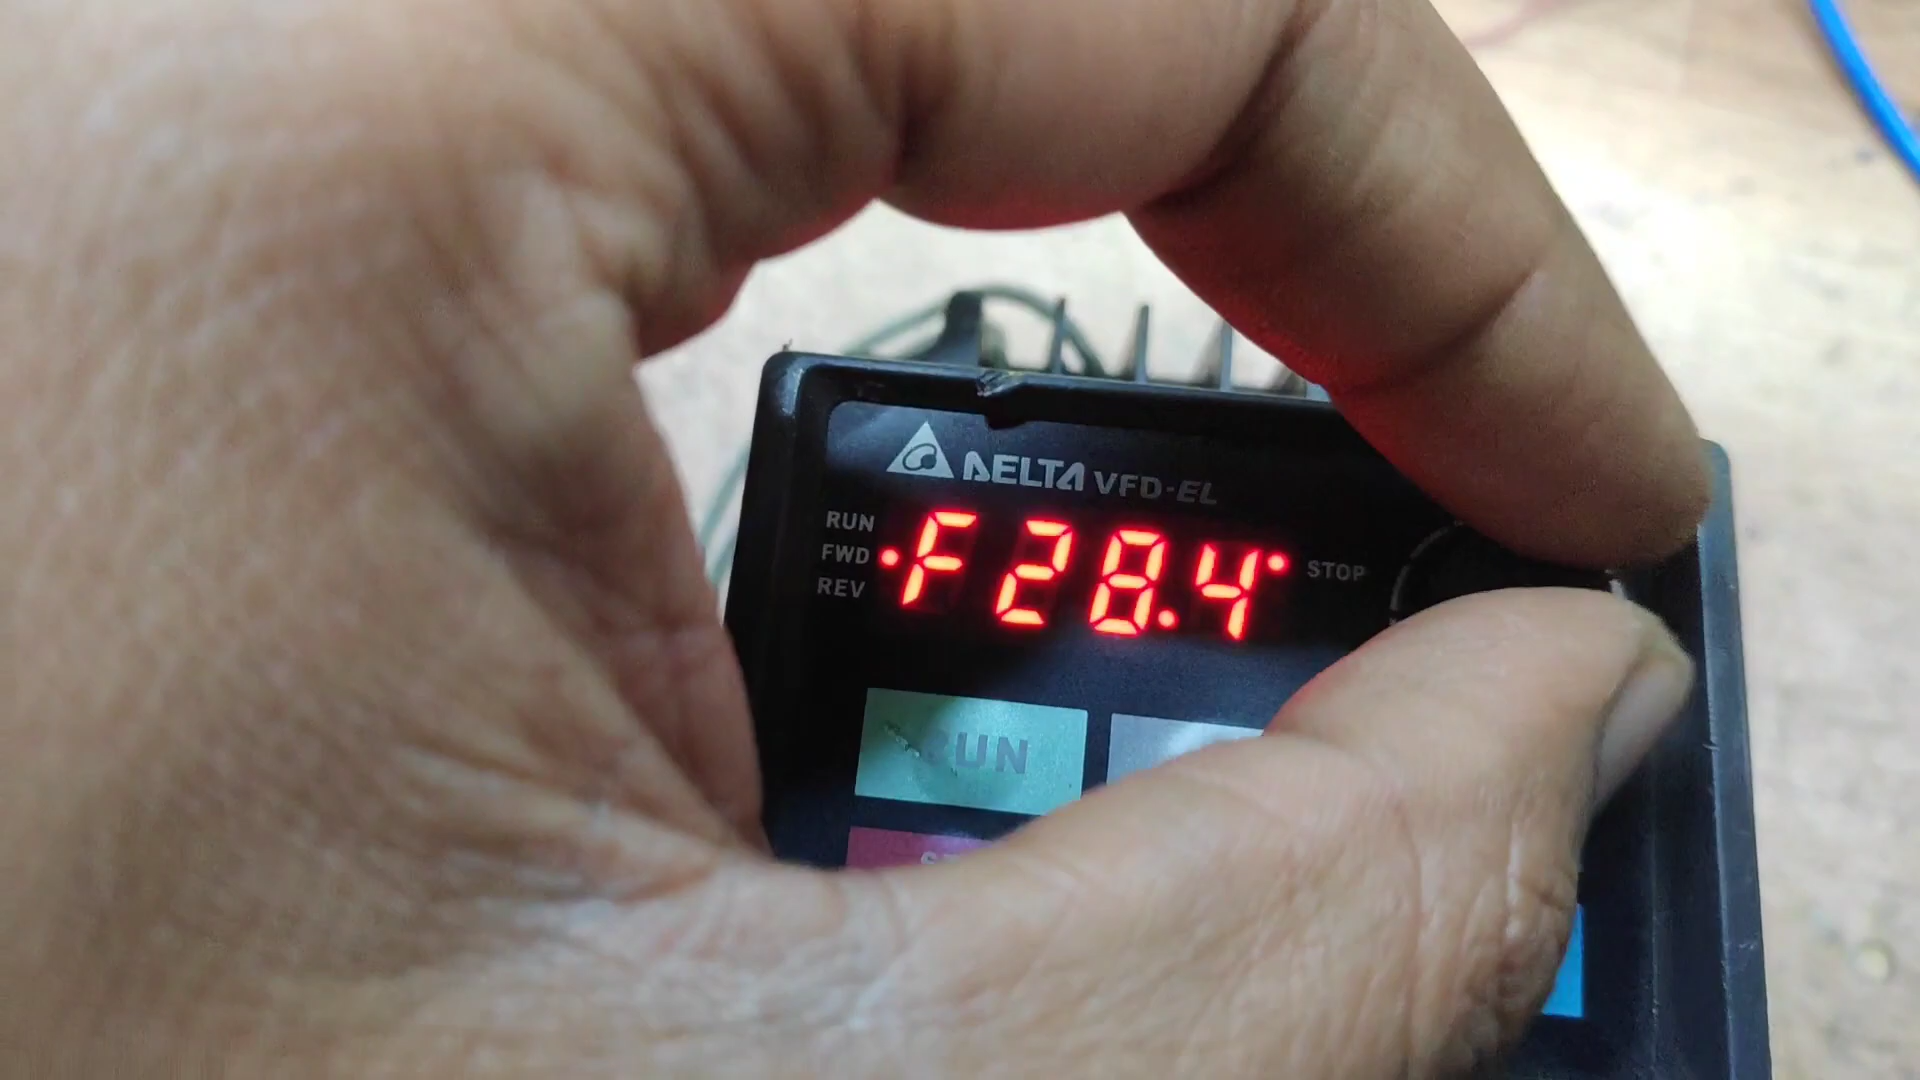 DELTA VFD-EL
RUN
FWD
REV
F28.4
STOP
RUN